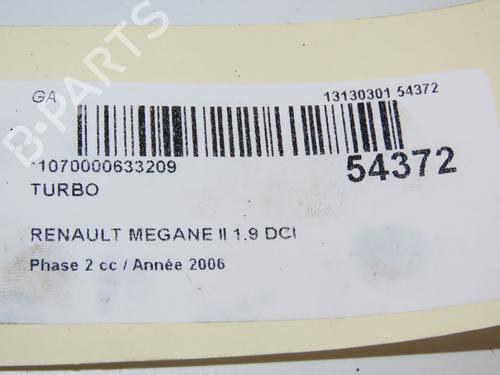 GA
13130301 54372
B-PARTS
*1070000633209
54372
TURBO
RENAULT MEGANE II 1.9 DCI
Phase 2 cc / Année 2006